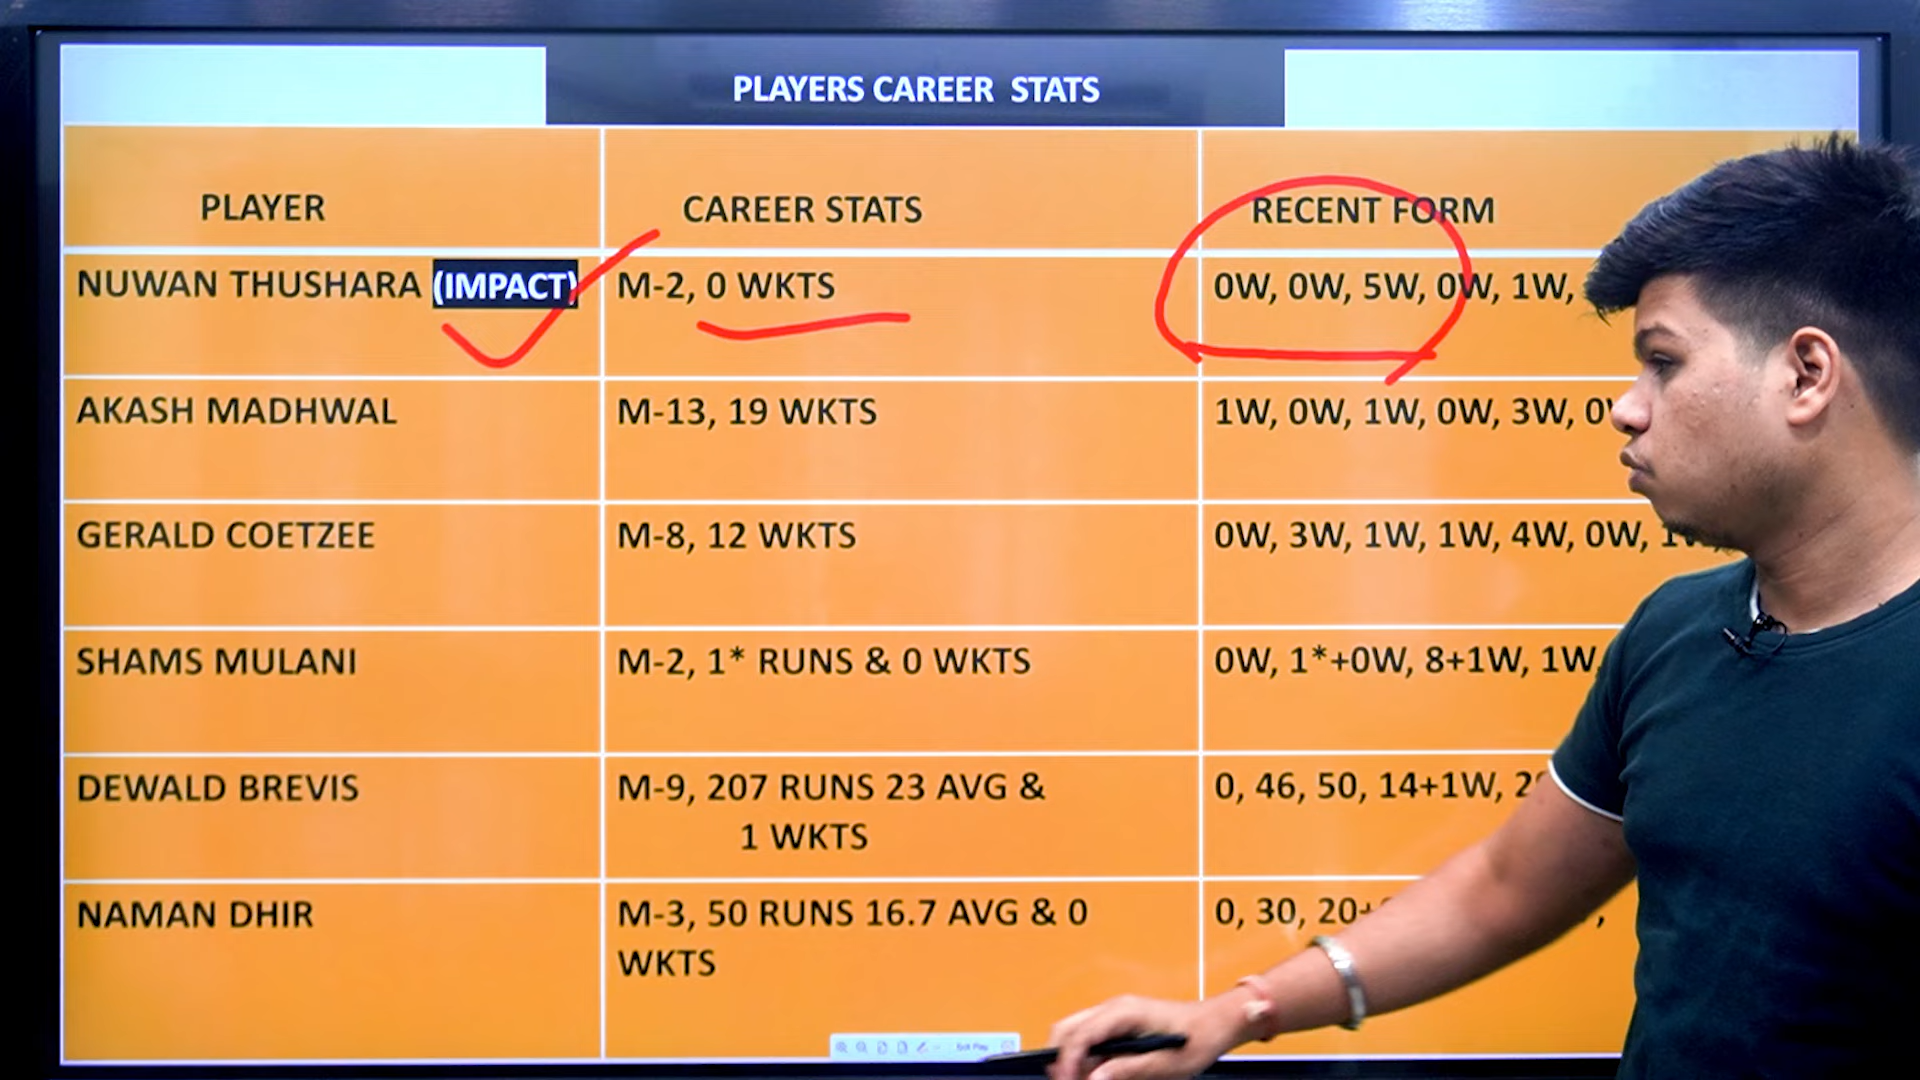 PLAYERS CAREER STATS
PLAYER CAREER STATS RECENT FORM
NUWAN THUSHARA (IMPACT) M-2, 0 WKTS 0W, 0W, 5W, 0W, 1W,
AKASH MADHWAL M-13, 19 WKTS 1W, 0W, 1W, 0W, 3W,
GERALD COETZEE M-8, 12 WKTS 0W, 3W, 1W, 1W, 4W, 0W,
SHAMS MULANI M-2, 1* RUNS & 0 WKTS 0W, 1*+0W, 8+1W, 1W
DEWALD BREVIS M-9, 207 RUNS 23 AVG & 0, 46, 50, 14+1W,
1 WKTS
NAMAN DHIR M-3, 50 RUNS 16.7 AVG & 0 0, 30, 20+
WKTS